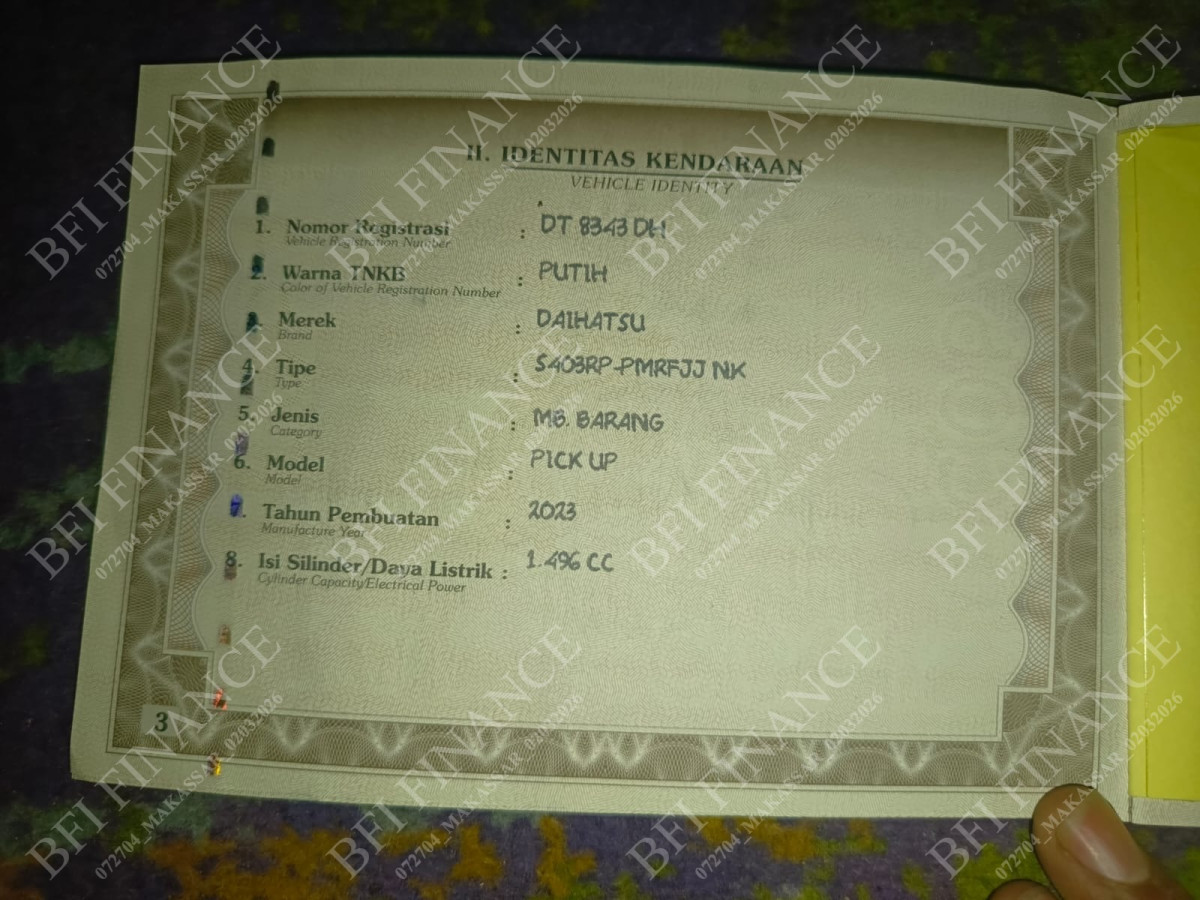 II. IDENTITAS KENDARAAN
VEHICLE IDENTITY
1. Nomor Registrasi : DT 8343 DH
Vehicle Registration Number
2. Warna TNKB : PUTIH
Color of Vehicle Registration Number
3. Merek : DAIHATSU
Brand
4. Tipe : S403RP-PMRFJJ NK
Type
5. Jenis : MB. BARANG
Category
6. Model : PICK UP
Model
7. Tahun Pembuatan : 2023
Manufacture Year
8. Isi Silinder/Daya Listrik : 1.496 CC
Cylinder Capacity/Electrical Power
3
BFI FINANCE
072704_MAKASSAR_02032026